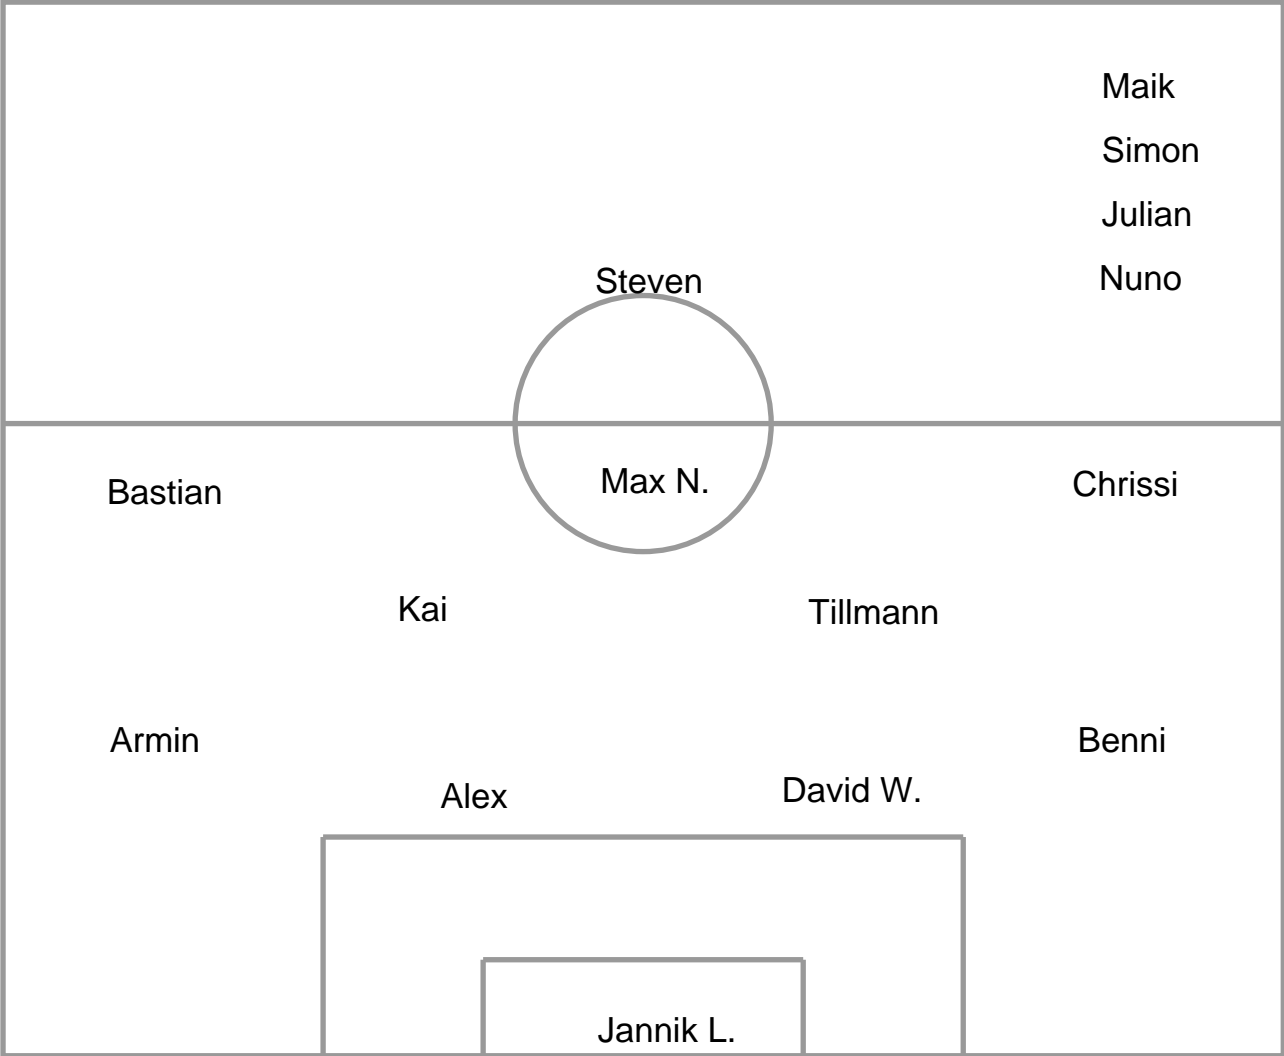 Maik
Simon
Julian
Steven
Nuno
Bastian
Max N.
Chrissi
Kai
Tillmann
Armin
Benni
Alex
David W.
Jannik L.